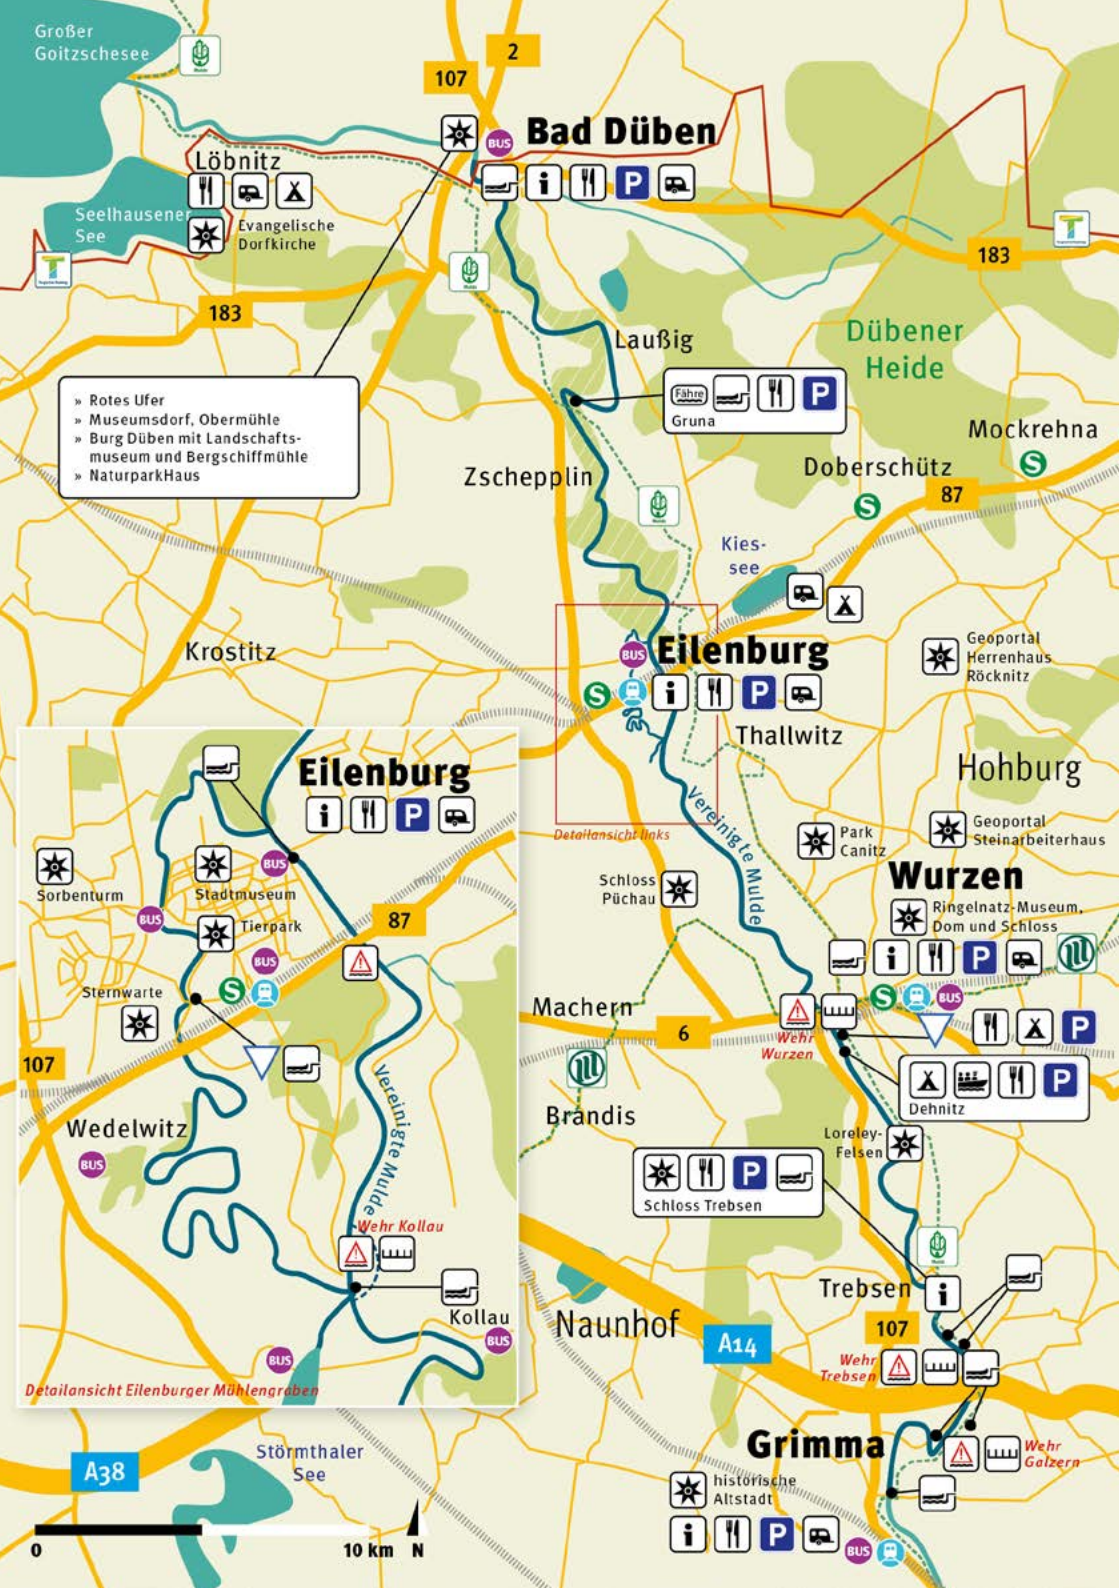 Großer
Goitzschesee
2
107
BUS
Bad Düben
Löbnitz
i
P
Seelhausener
See
Evangelische
Dorfkirche
T
T
183
183
Dübener
Heide
Laußig
» Rotes Ufer
» Museumsdorf, Obermühle
» Burg Düben mit Landschafts-
museum und Bergschiffmühle
» NaturparkHaus
Fähre
P
Gruna
Mockrehna
S
Zschepplin
Doberschütz
S
87
Kies-
see
Krostitz
BUS
Eilenburg
S
i
P
Geoportal
Herrenhaus
Röcknitz
Thallwitz
Hohburg
Vereinigte Mulde
Detailansicht links
Park
Canitz
Geoportal
Steinarbeiterhaus
Schloss
Püchau
Wurzen
Ringelnatz-Museum,
Dom und Schloss
i
P
S
BUS
P
Machern
6
Wehr
Wurzen
P
Dehnitz
Brandis
Loreley-
Felsen
P
Schloss Trebsen
Trebsen
i
Naunhof
A14
107
Wehr
Trebsen
Grimma
Wehr
Golzern
historische
Altstadt
i
P
BUS
Eilenburg
i
P
Sorbenturm
Stadtmuseum
BUS
BUS
87
Tierpark
BUS
Sternwarte
S
107
Wedelwitz
BUS
Vereinigte Mulde
Wehr Kollau
Kollau
BUS
BUS
Detailansicht Eilenburger Mühlengraben
A38
Störmthaler
See
0
10 km
N